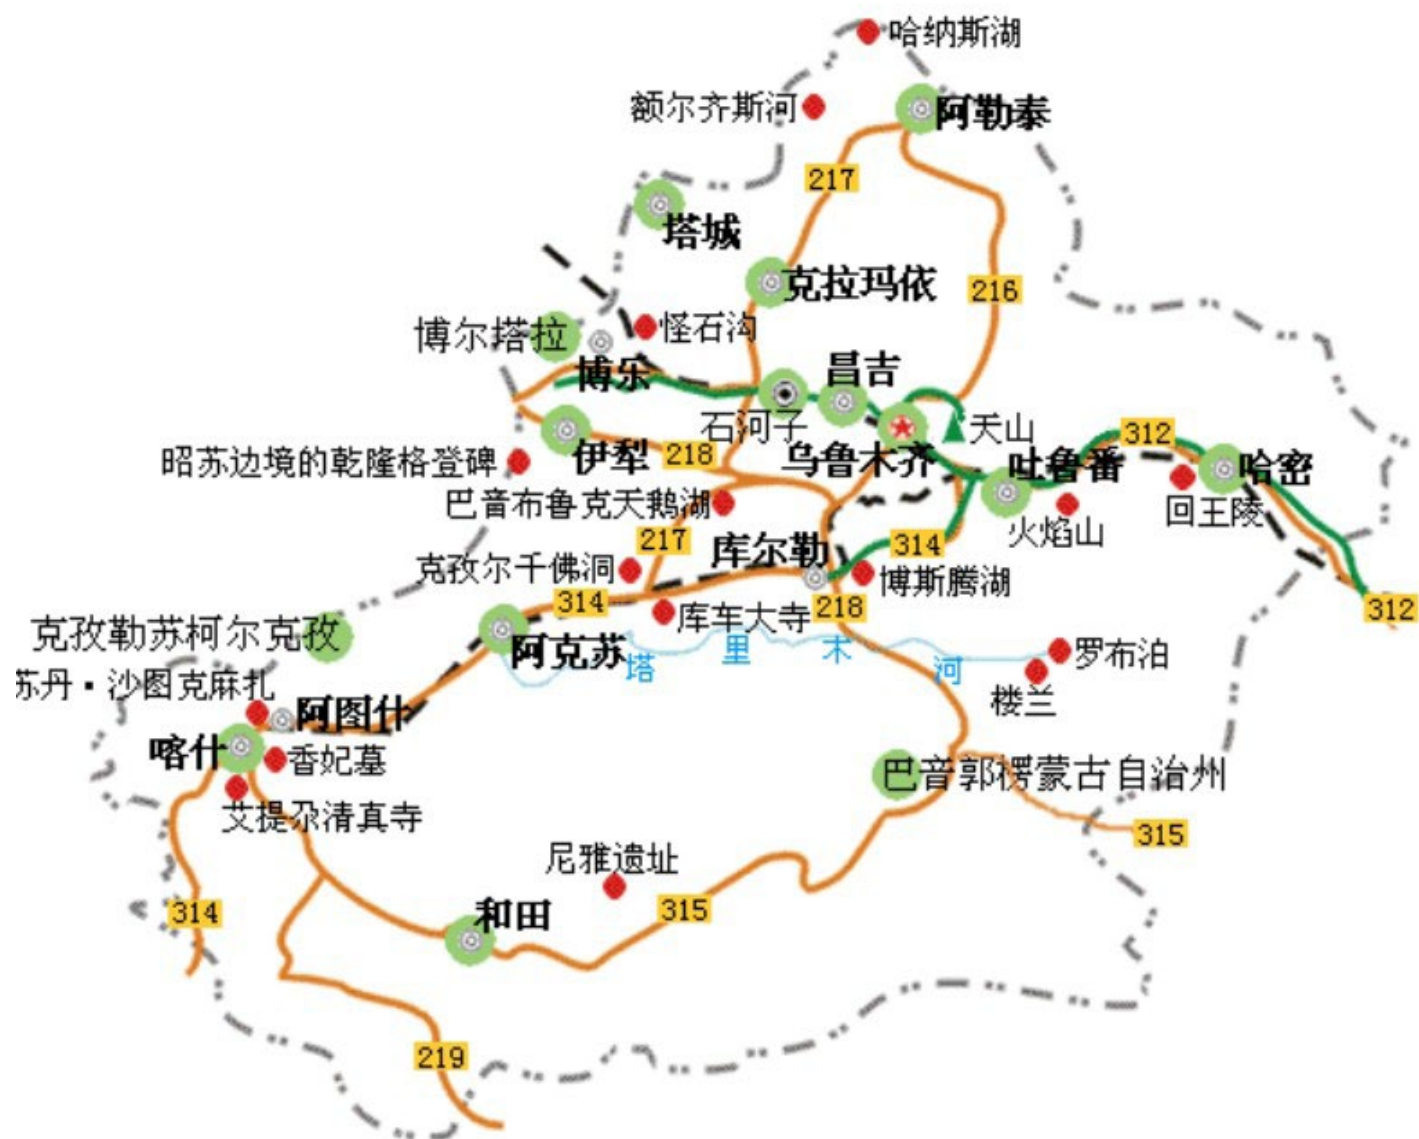 哈纳斯湖
额尔齐斯河
阿勒泰
217
塔城
克拉玛依
216
博尔塔拉
怪石沟
博乐
昌吉
石河子
天山
312
伊犁
218
乌鲁木齐
吐鲁番
哈密
昭苏边境的乾隆格登碑
巴音布鲁克天鹅湖
回王陵
火焰山
217
库尔勒
314
克孜尔千佛洞
博斯腾湖
314
库车大寺
218
312
克孜勒苏柯尔克孜
阿克苏
塔里木河
罗布泊
苏丹·沙图克麻扎
楼兰
阿图什
喀什
香妃墓
巴音郭楞蒙古自治州
艾提尕清真寺
315
尼雅遗址
314
和田
315
219